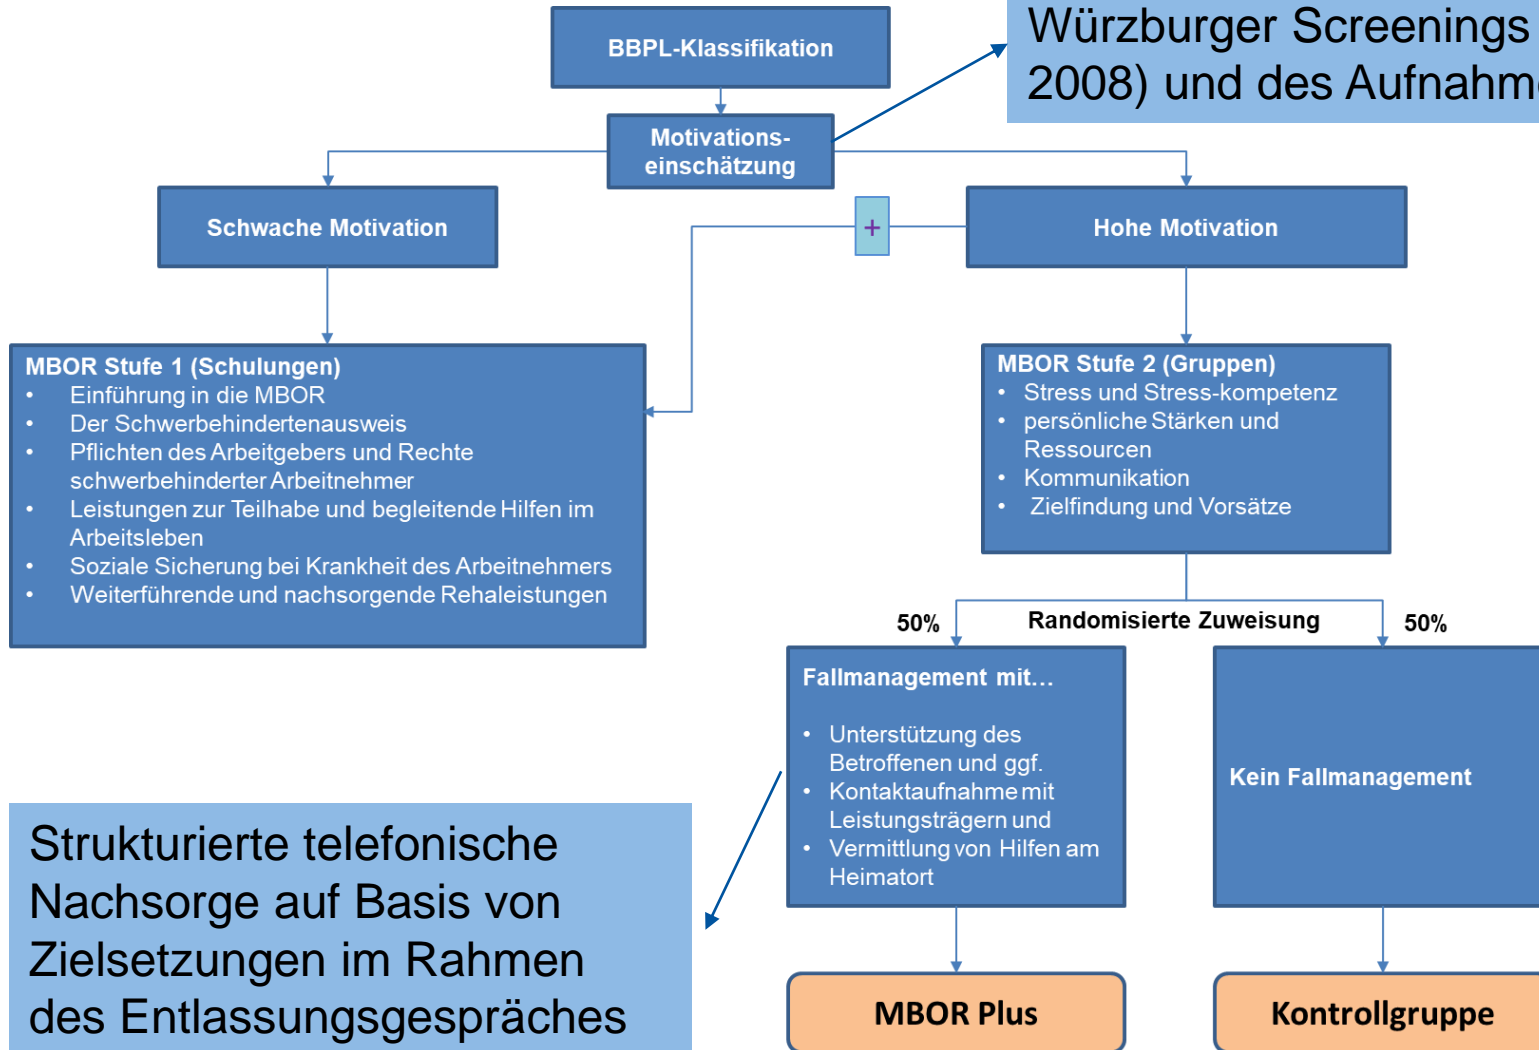 Würzburger Screenings
2008) und des Aufnahme
BBPL-Klassifikation
Motivations-
einschätzung
Schwache Motivation
+
Hohe Motivation
MBOR Stufe 1 (Schulungen)
• Einführung in die MBOR
• Der Schwerbehindertenausweis
• Pflichten des Arbeitgebers und Rechte
schwerbehinderter Arbeitnehmer
• Leistungen zur Teilhabe und begleitende Hilfen im
Arbeitsleben
• Soziale Sicherung bei Krankheit des Arbeitnehmers
• Weiterführende und nachsorgende Rehaleistungen
MBOR Stufe 2 (Gruppen)
• Stress und Stress-kompetenz
• persönliche Stärken und
Ressourcen
• Kommunikation
• Zielfindung und Vorsätze
50% Randomisierte Zuweisung 50%
Fallmanagement mit…
• Unterstützung des
Betroffenen und ggf.
• Kontaktaufnahme mit
Leistungsträgern und
• Vermittlung von Hilfen am
Heimatort
Kein Fallmanagement
Strukturierte telefonische
Nachsorge auf Basis von
Zielsetzungen im Rahmen
des Entlassungsgespräches
MBOR Plus
Kontrollgruppe